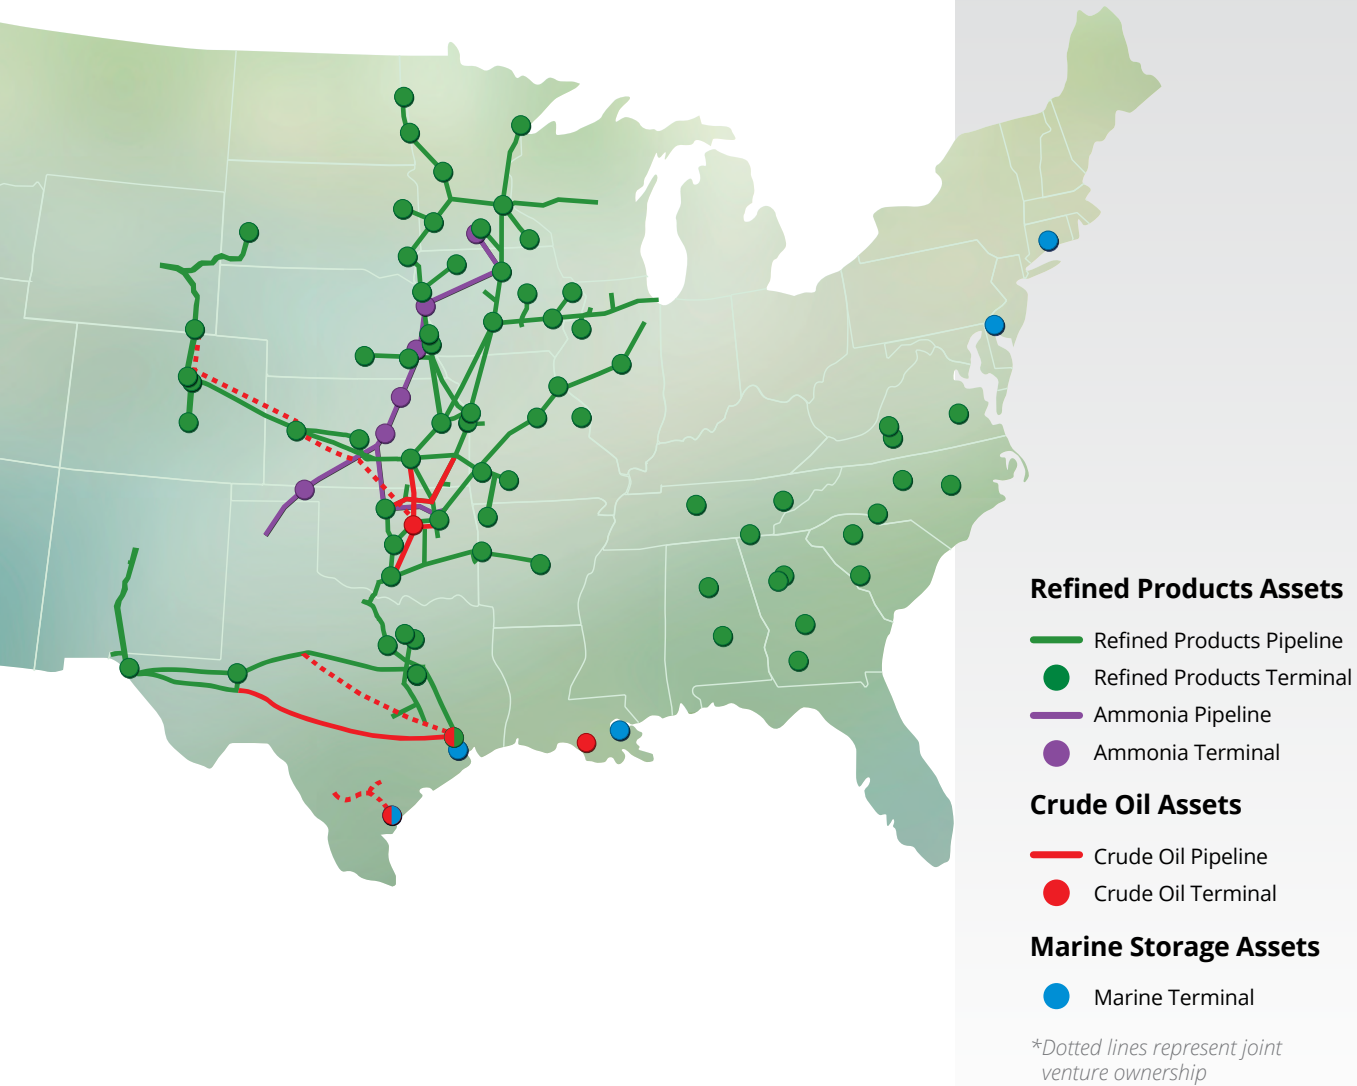 Refined Products Assets
Refined Products Pipeline
Refined Products Terminal
Ammonia Pipeline
Ammonia Terminal
Crude Oil Assets
Crude Oil Pipeline
Crude Oil Terminal
Marine Storage Assets
Marine Terminal
*Dotted lines represent joint
venture ownership